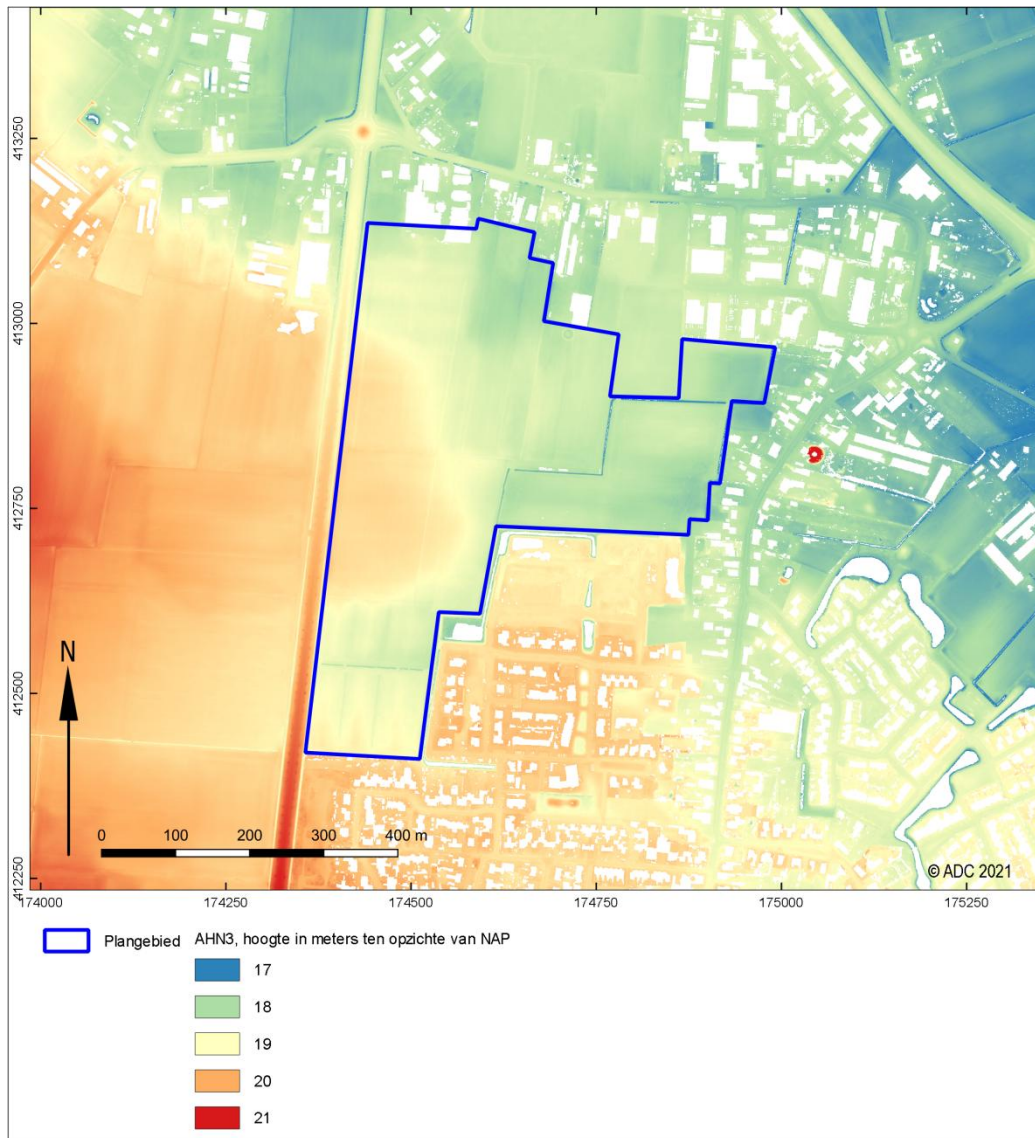 413250
413000
412750
412500
412250
N
0 100 200 300 400 m
© ADC 2021
174000 174250 174500 174750 175000 175250
Plangebied
AHN3, hoogte in meters ten opzichte van NAP
17
18
19
20
21